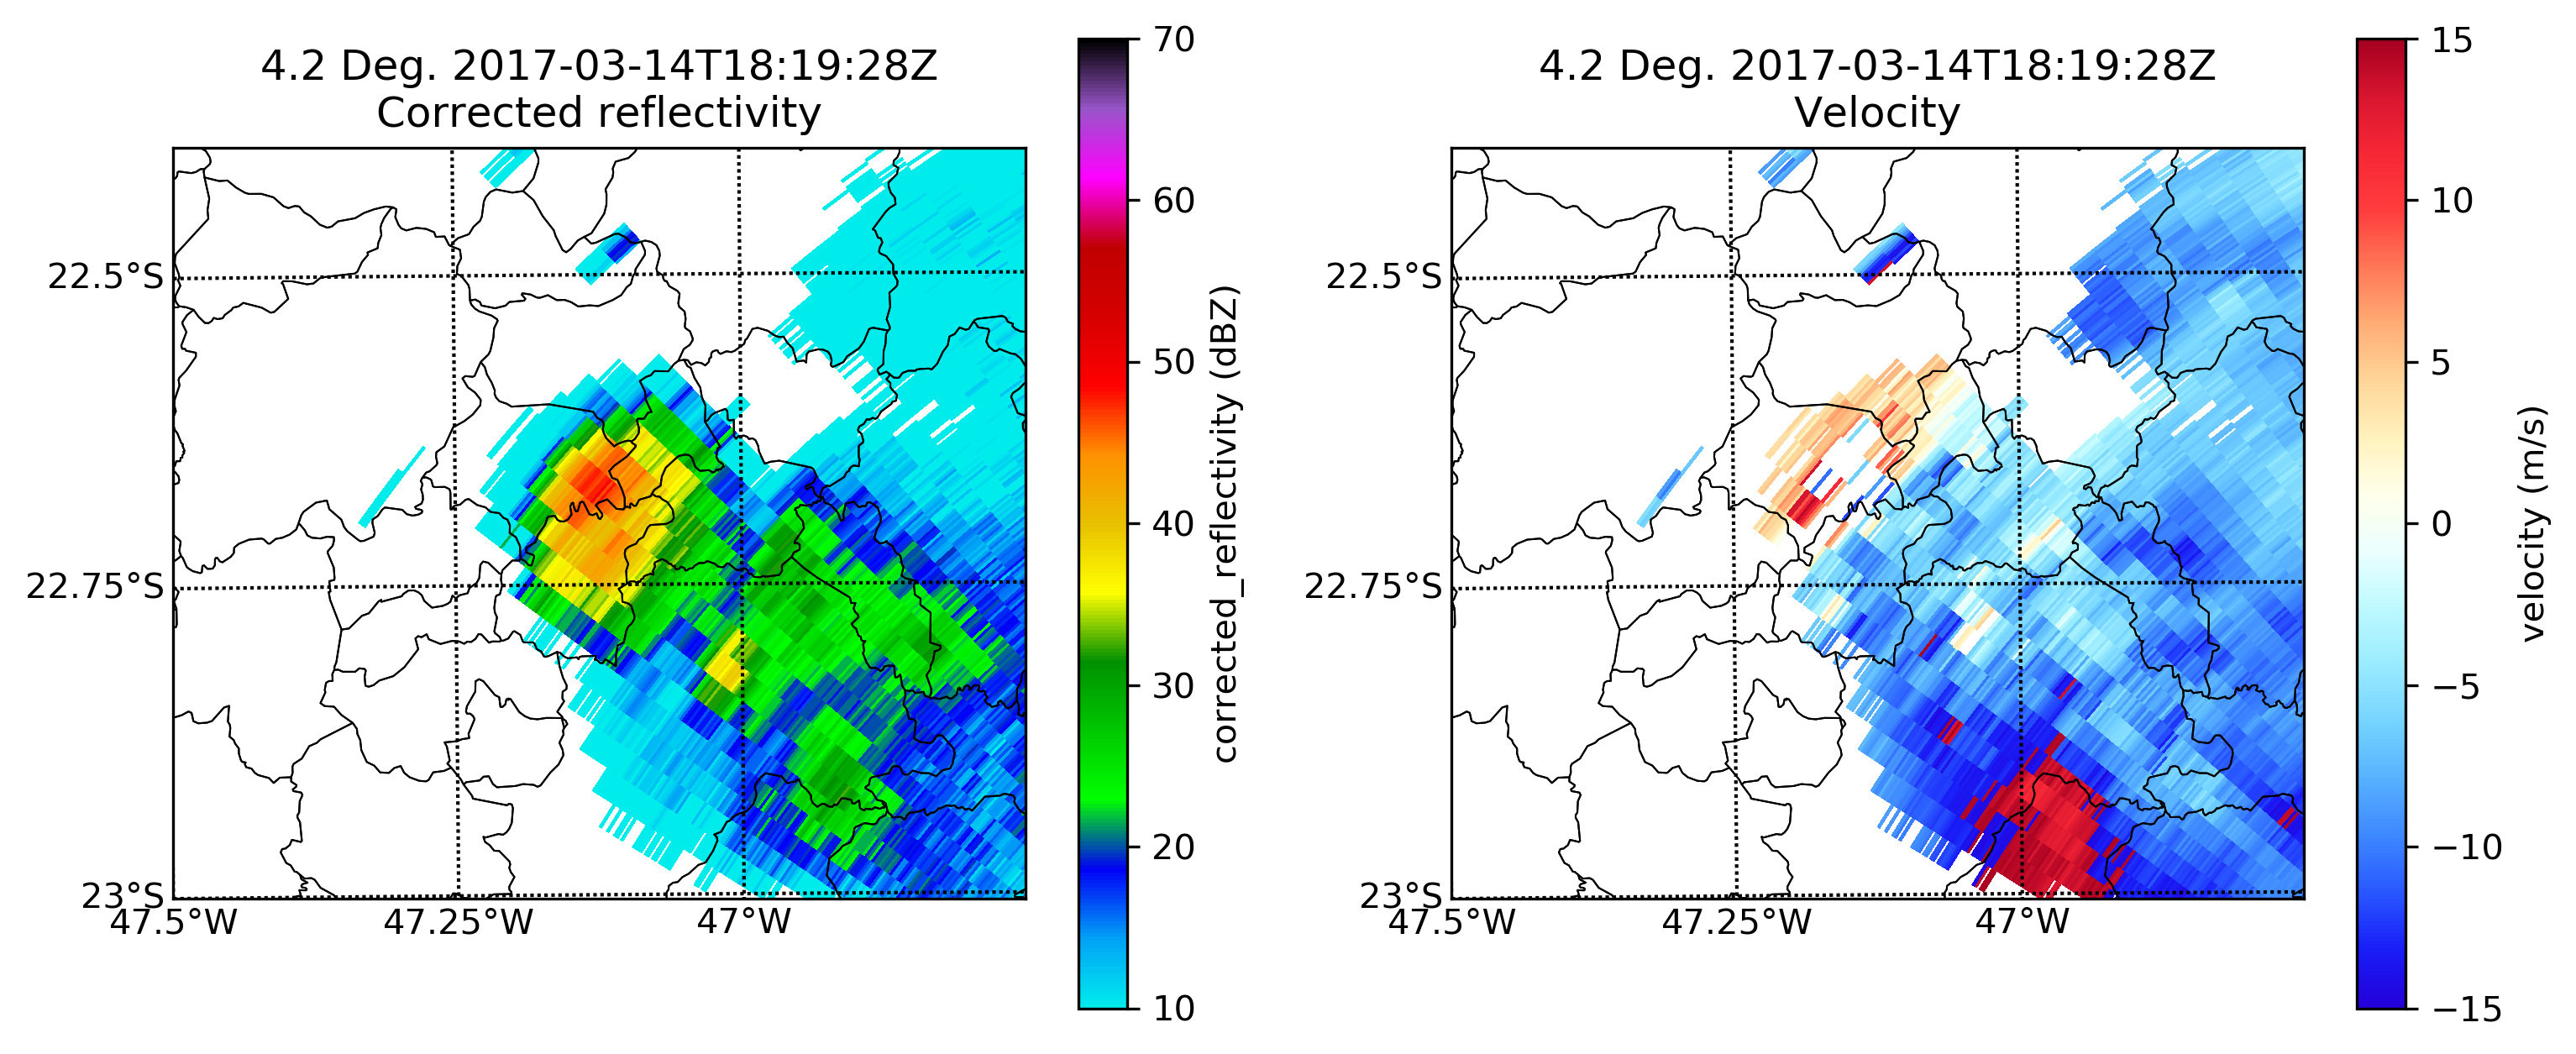 4.2 Deg. 2017-03-14T18:19:28Z
Corrected reflectivity
22.5°S
22.75°S
23°S
47.5°W
47.25°W
47°W
70
60
50
40
30
20
10
corrected_reflectivity (dBZ)
4.2 Deg. 2017-03-14T18:19:28Z
Velocity
22.5°S
22.75°S
23°S
47.5°W
47.25°W
47°W
15
10
5
0
−5
−10
−15
velocity (m/s)